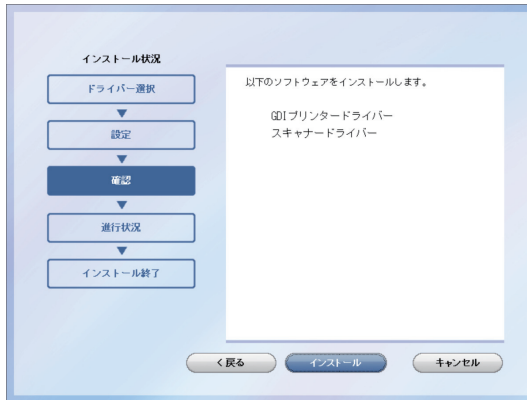 インストール状況
ドライバー選択
設定
確認
進行状況
インストール終了
以下のソフトウェアをインストールします。
GDIプリンタードライバー
スキャナードライバー
＜戻る
インストール
キャンセル